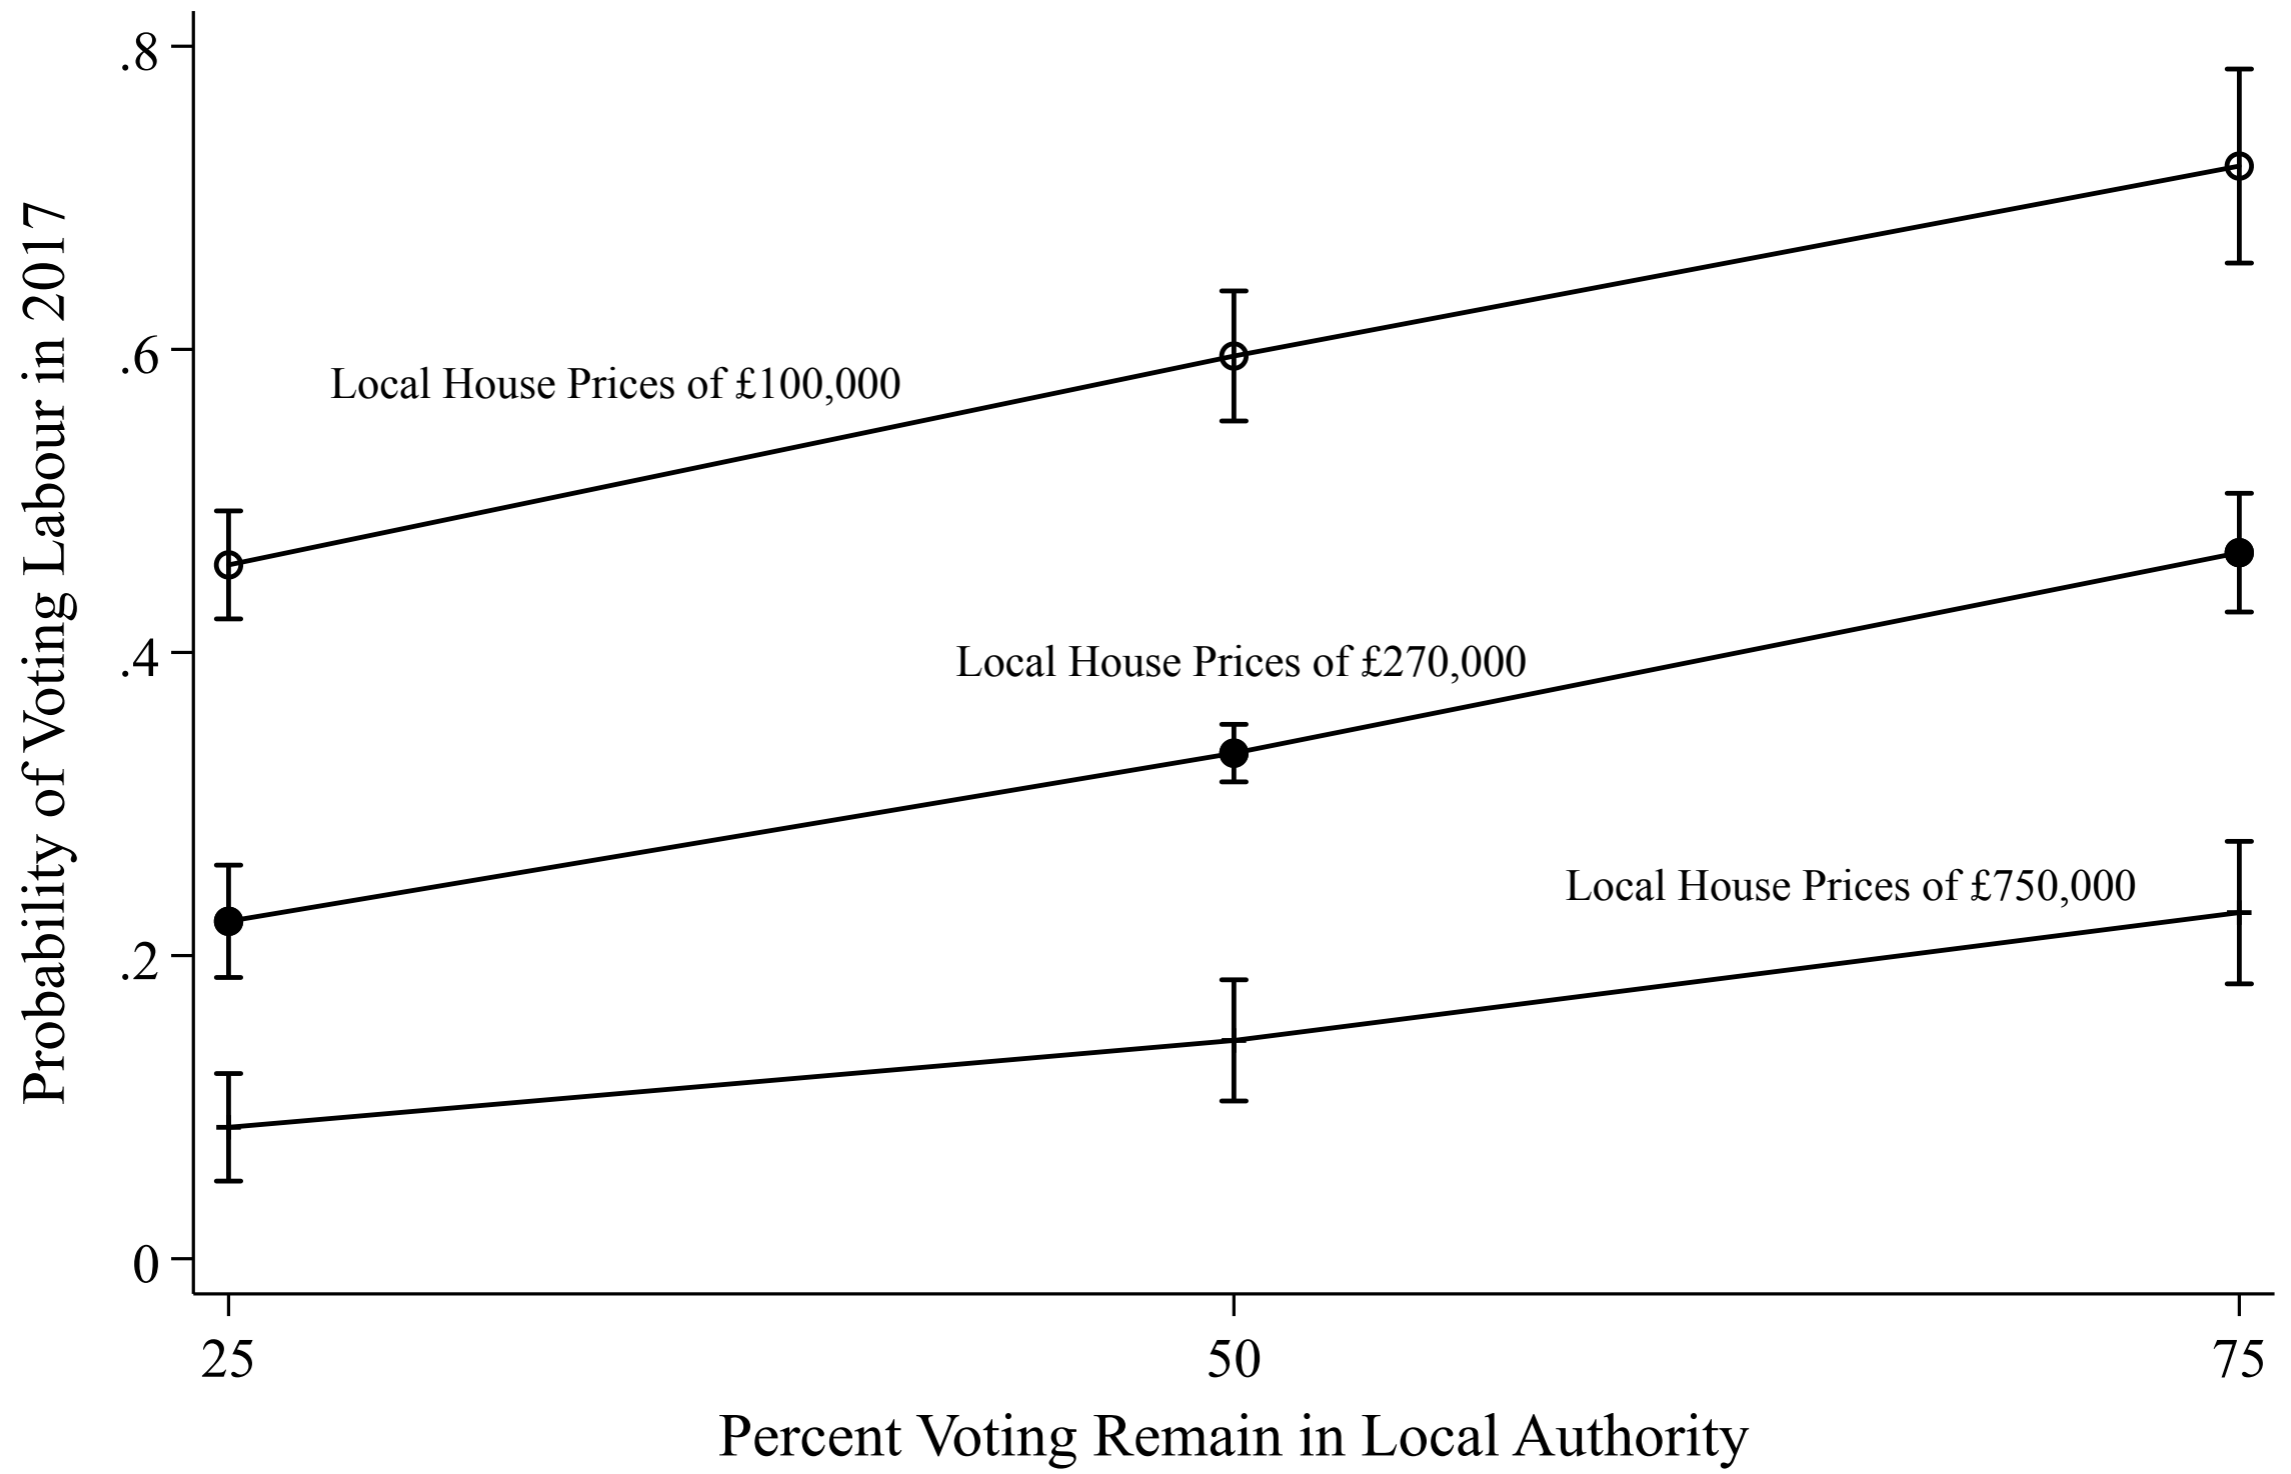 Probability of Voting Labour in 2017
.8
.6
.4
.2
0
Local House Prices of £100,000
Local House Prices of £270,000
Local House Prices of £750,000
25 50 75
Percent Voting Remain in Local Authority